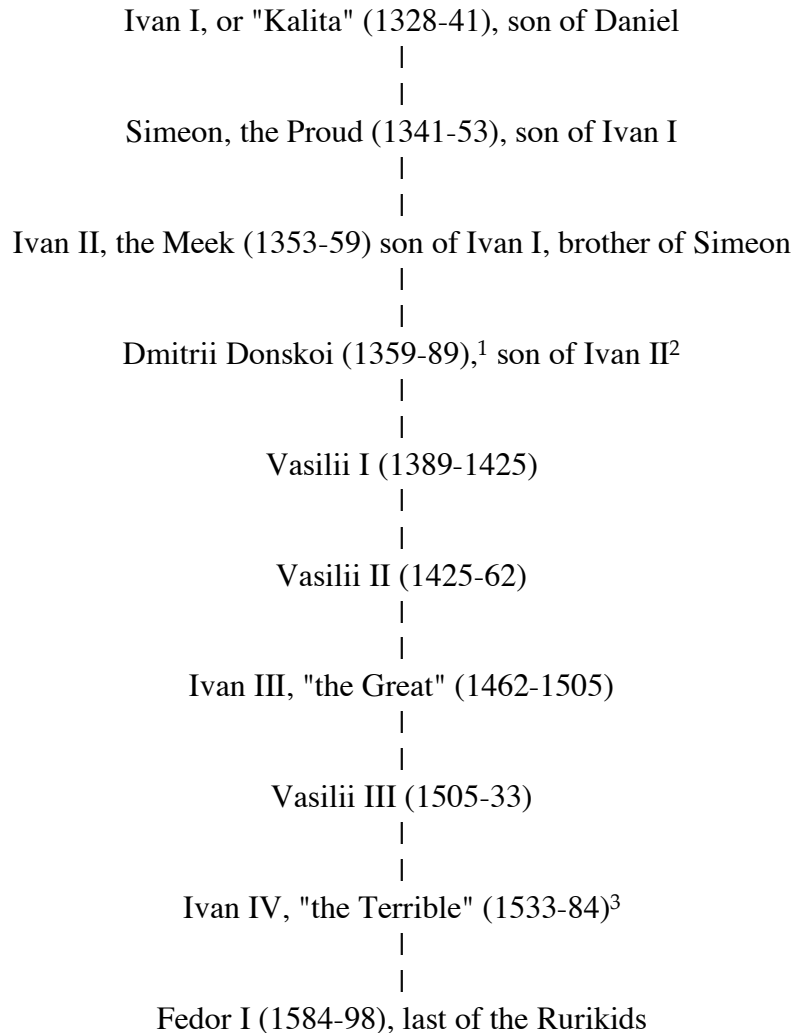 Ivan I, or "Kalita" (1328-41), son of Daniel
|
|
Simeon, the Proud (1341-53), son of Ivan I
|
|
Ivan II, the Meek (1353-59) son of Ivan I, brother of Simeon
|
|
Dmitrii Donskoi (1359-89),¹ son of Ivan II²
|
|
Vasilii I (1389-1425)
|
|
Vasilii II (1425-62)
|
|
Ivan III, "the Great" (1462-1505)
|
|
Vasilii III (1505-33)
|
|
Ivan IV, "the Terrible" (1533-84)³
|
|
Fedor I (1584-98), last of the Rurikids